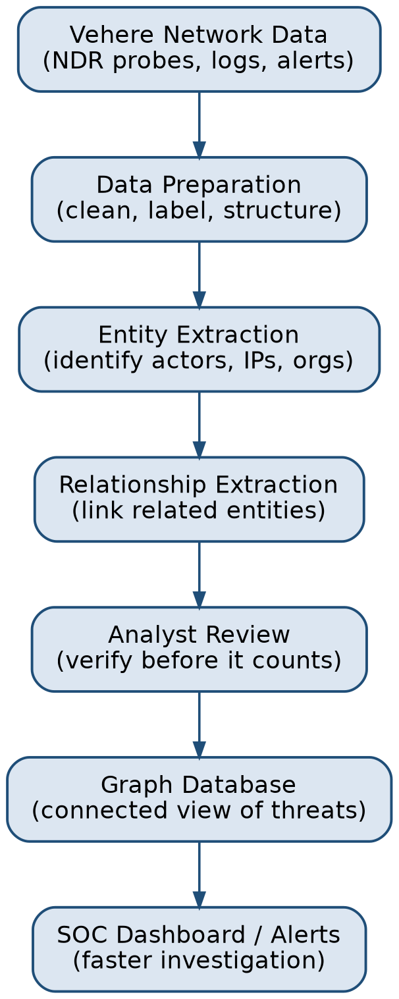 Vehere Network Data
(NDR probes, logs, alerts)
Data Preparation
(clean, label, structure)
Entity Extraction
(identify actors, IPs, orgs)
Relationship Extraction
(link related entities)
Analyst Review
(verify before it counts)
Graph Database
(connected view of threats)
SOC Dashboard / Alerts
(faster investigation)